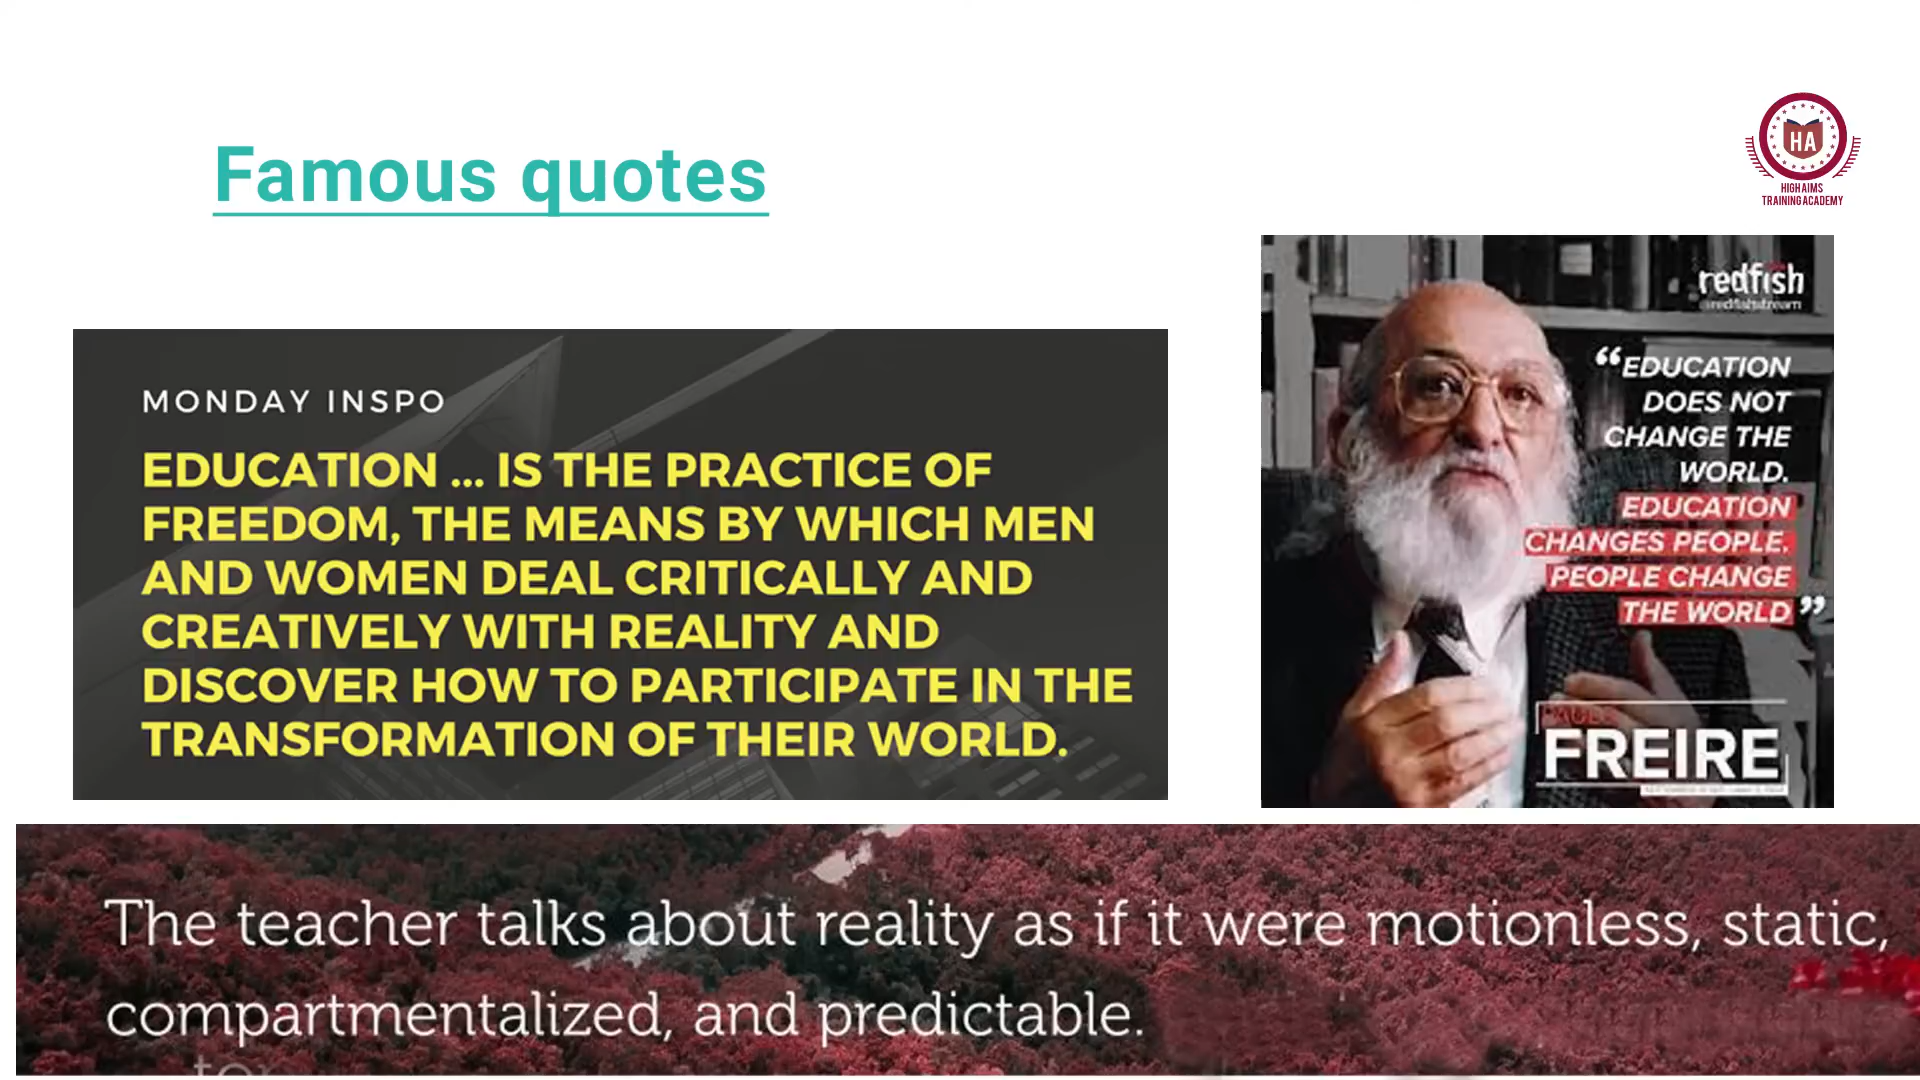 Famous quotes
HA
HIGH AIMS
TRAINING ACADEMY
MONDAY INSPO
EDUCATION ... IS THE PRACTICE OF
FREEDOM, THE MEANS BY WHICH MEN
AND WOMEN DEAL CRITICALLY AND
CREATIVELY WITH REALITY AND
DISCOVER HOW TO PARTICIPATE IN THE
TRANSFORMATION OF THEIR WORLD.
redfish
@redfishstream
“EDUCATION
DOES NOT
CHANGE THE
WORLD.
EDUCATION
CHANGES PEOPLE.
PEOPLE CHANGE
THE WORLD”
PAULO
FREIRE
The teacher talks about reality as if it were motionless, static,
compartmentalized, and predictable.